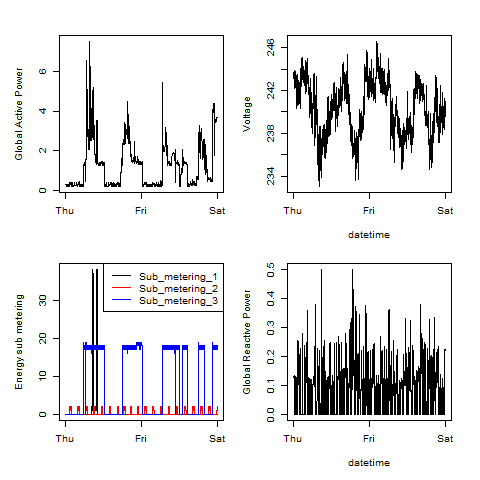 Global Active Power
6
4
2
0
Thu
Fri
Sat
Voltage
246
242
238
234
Thu
Fri
Sat
datetime
Energy sub metering
30
20
10
0
Sub_metering_1
Sub_metering_2
Sub_metering_3
Thu
Fri
Sat
Global Reactive Power
0.5
0.4
0.3
0.2
0.1
0.0
Thu
Fri
Sat
datetime